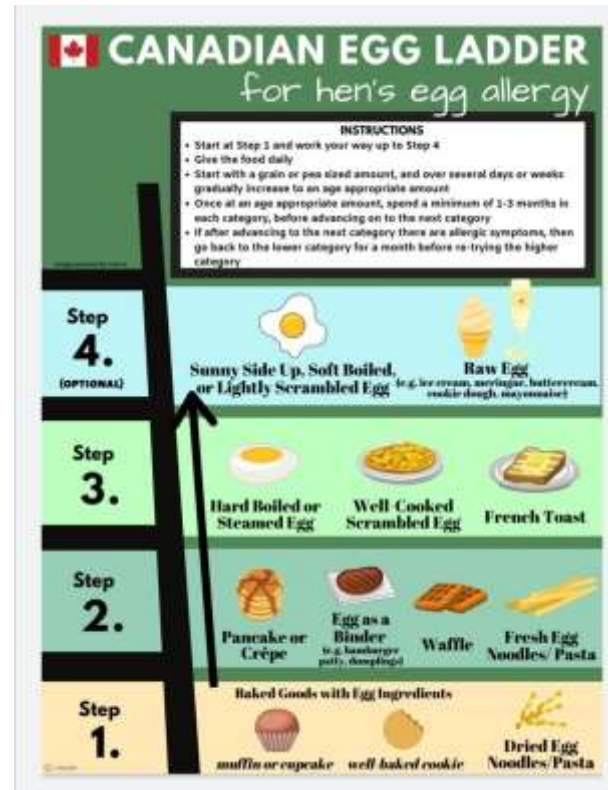 CANADIAN EGG LADDER
for hen's egg allergy
INSTRUCTIONS
• Start at Step 1 and work your way up to Step 4
• Give the food daily
• Start with a grain or pea sized amount, and over several days or weeks
gradually increase to an age appropriate amount
• Once at an age appropriate amount, spend a minimum of 1-3 months in
each category, before advancing on to the next category
• If after advancing to the next category there are allergic symptoms, then
go back to the lower category for a month before re-trying the higher
category
Step
4.
(OPTIONAL)
Sunny Side Up, Soft Boiled,
or Lightly Scrambled Egg
Raw Egg
(e.g. ice cream, meringue, buttercream,
cookie dough, mayonnaise)
Step
3.
Hard Boiled or
Steamed Egg
Well-Cooked
Scrambled Egg
French Toast
Step
2.
Pancake or
Crêpe
Egg as a
Binder
(e.g. hamburger
patty, dumplings)
Waffle
Fresh Egg
Noodles/Pasta
Step
1.
Baked Goods with Egg Ingredients
muffin or cupcake
well-baked cookie
Dried Egg
Noodles/Pasta